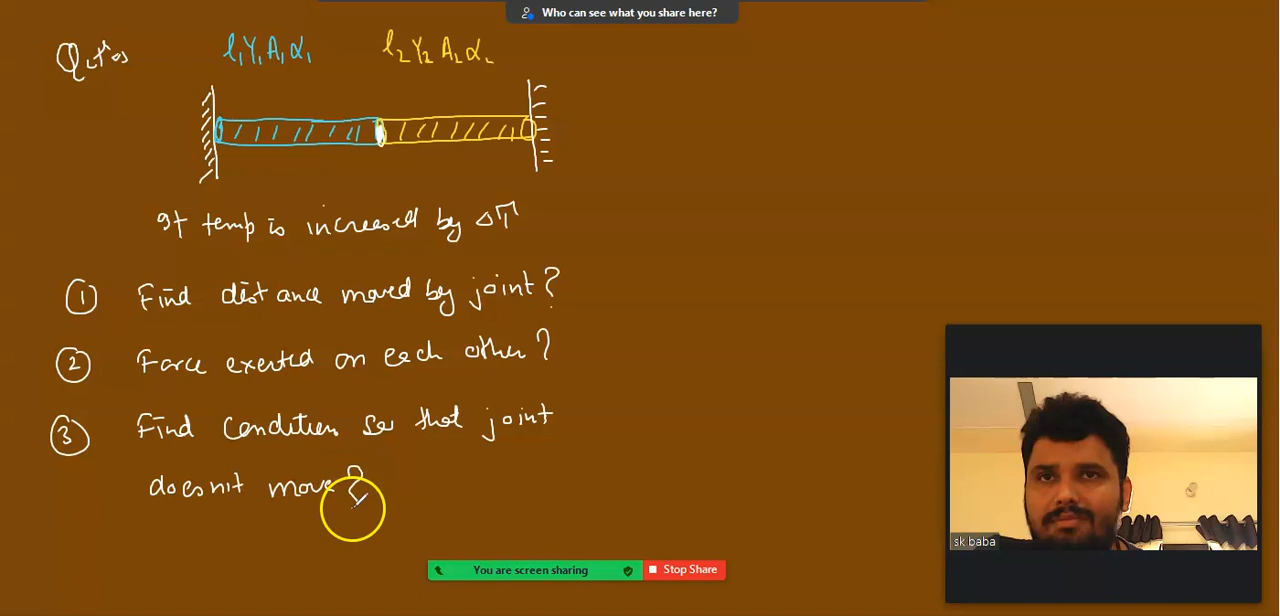 Who can see what you share here?
l₁Y₁A₁α₁ l₂Y₂A₂α₂
If temp is increased by ΔT
① Find distance moved by joint?
② Force exerted on each other?
③ Find condition so that joint
doesn't move?
sk baba
You are screen sharing
Stop Share